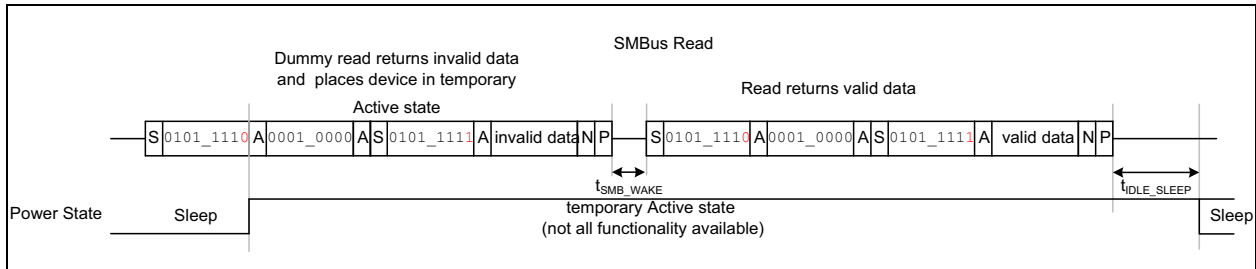 SMBus Read
Dummy read returns invalid data
and places device in temporary
Active state
Read returns valid data
S 0101_1110 A 0001_0000 A S 0101_1111 A invalid data N P S 0101_1110 A 0001_0000 A S 0101_1111 A valid data N P
tSMB_WAKE tIDLE_SLEEP
Power State Sleep temporary Active state Sleep
(not all functionality available)